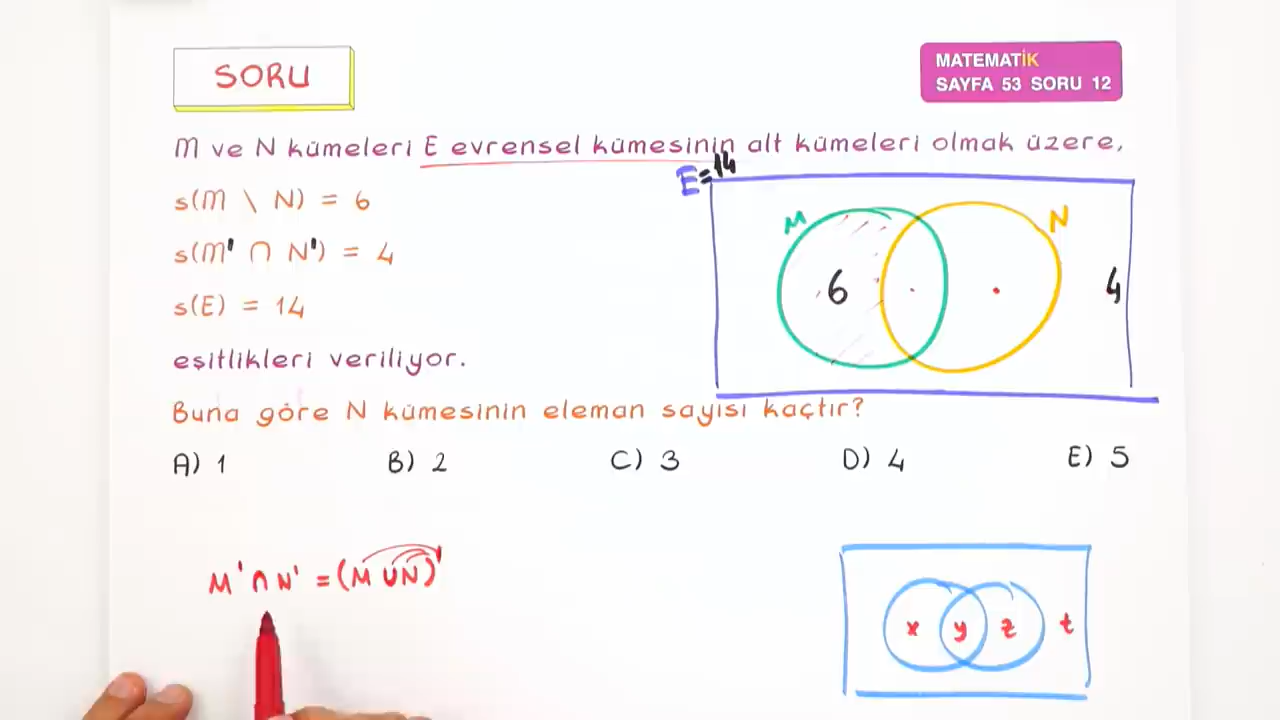 SORU
MATEMATİK
SAYFA 53 SORU 12
M ve N kümeleri E evrensel kümesinin alt kümeleri olmak üzere,
E=14
s(M \ N) = 6
s(M' ∩ N') = 4
s(E) = 14
M
N
6
4
eşitlikleri veriliyor.
Buna göre N kümesinin eleman sayısı kaçtır?
A) 1 B) 2 C) 3 D) 4 E) 5
M' ∩ N' = (M ∪ N)'
x y z t